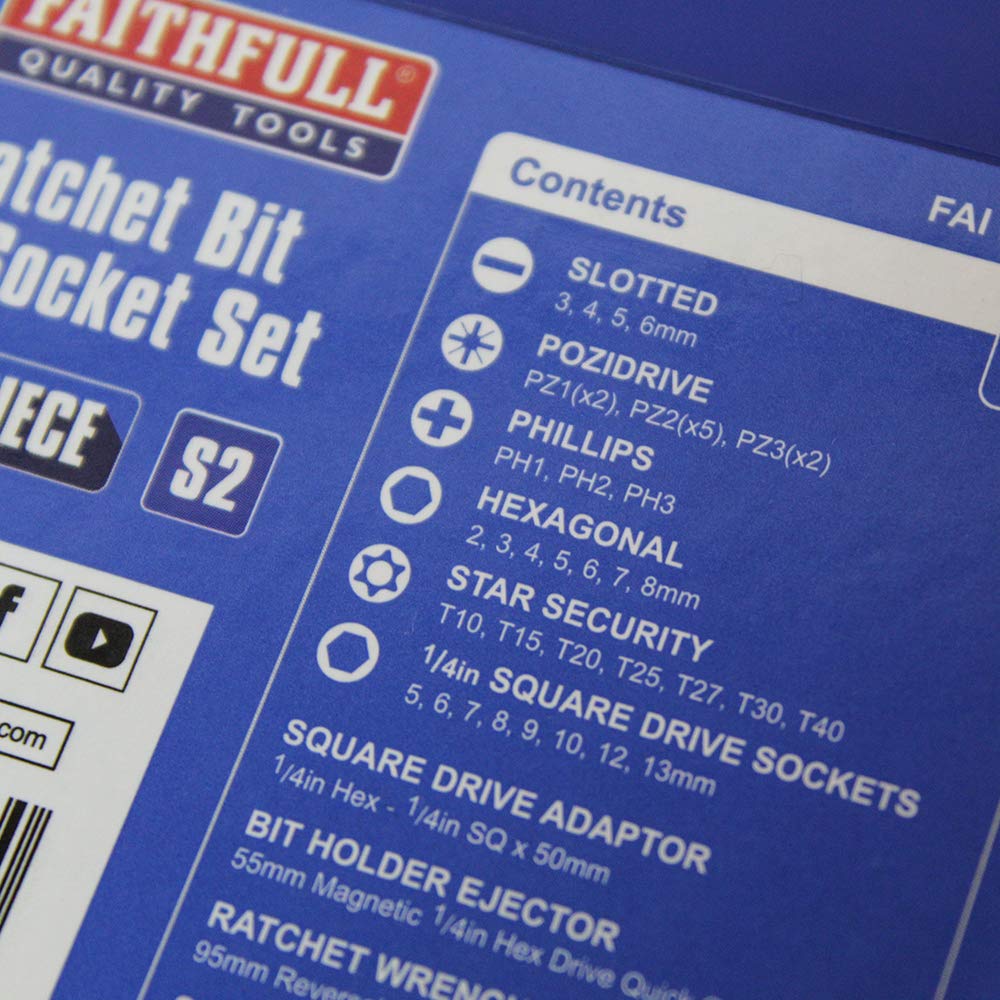 FAITHFULL®
QUALITY TOOLS
Bit
Socket Set
S2
f
.com
Contents
FAI
SLOTTED
3, 4, 5, 6mm
POZIDRIVE
PZ1(x2), PZ2(x5), PZ3(x2)
PHILLIPS
PH1, PH2, PH3
HEXAGONAL
2, 3, 4, 5, 6, 7, 8mm
STAR SECURITY
T10, T15, T20, T25, T27, T30, T40
1/4in SQUARE DRIVE SOCKETS
5, 6, 7, 8, 9, 10, 12, 13mm
SQUARE DRIVE ADAPTOR
1/4in Hex - 1/4in SQ x 50mm
BIT HOLDER EJECTOR
55mm Magnetic 1/4in Hex Drive
RATCHET
95mm